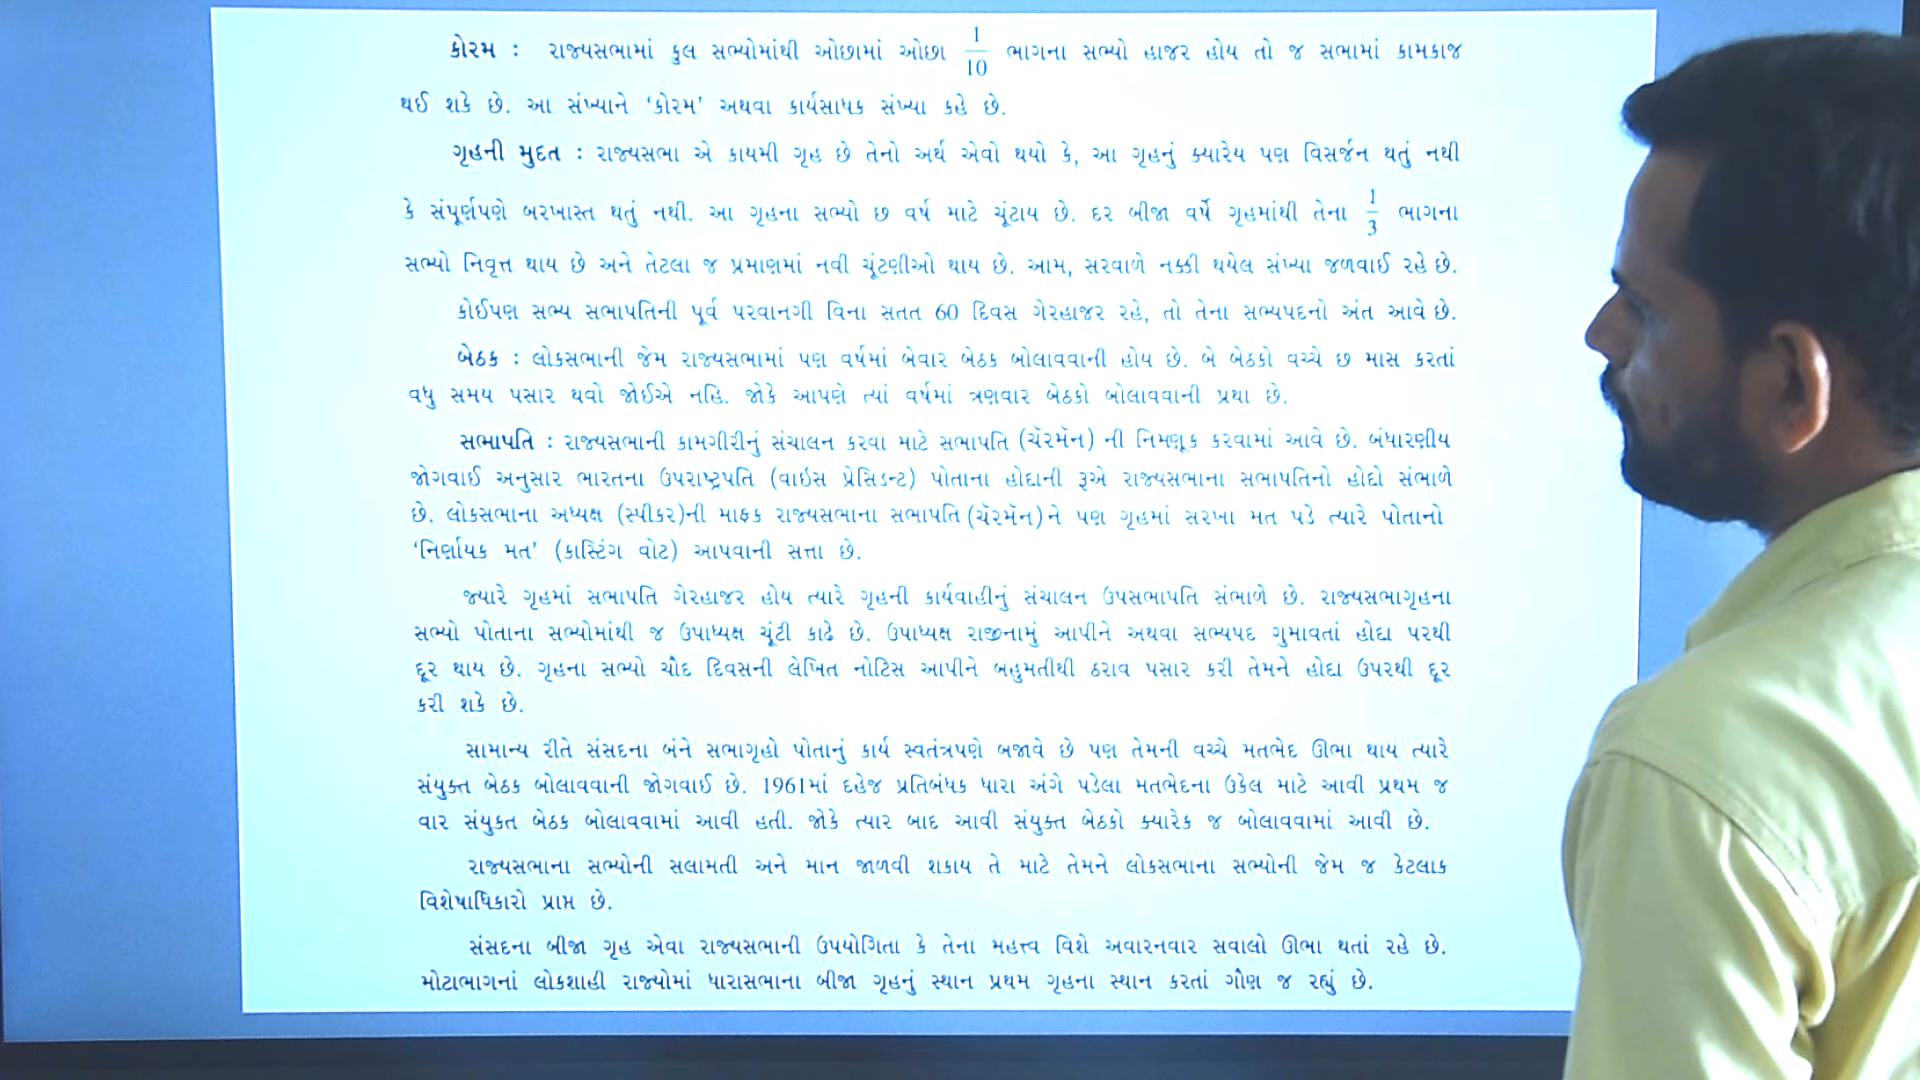 કોરમ : રાજ્યસભામાં કુલ સભ્યોમાંથી ઓછામાં ઓછા 1/10 ભાગના સભ્યો હાજર હોય તો જ સભામાં કામકાજ
થઈ શકે છે. આ સંખ્યાને ‘કોરમ’ અથવા કાર્યસાધક સંખ્યા કહે છે.
ગૃહની મુદત : રાજ્યસભા એ કાયમી ગૃહ છે તેનો અર્થ એવો થયો કે, આ ગૃહનું ક્યારેય પણ વિસર્જન થતું નથી
કે સંપૂર્ણપણે બરખાસ્ત થતું નથી. આ ગૃહના સભ્યો છ વર્ષ માટે ચૂંટાય છે. દર બીજા વર્ષે ગૃહમાંથી તેના 1/3 ભાગના
સભ્યો નિવૃત્ત થાય છે અને તેટલા જ પ્રમાણમાં નવી ચૂંટણીઓ થાય છે. આમ, સરવાળે નક્કી થયેલ સંખ્યા જળવાઈ રહે છે.
કોઈપણ સભ્ય સભાપતિની પૂર્વ પરવાનગી વિના સતત 60 દિવસ ગેરહાજર રહે, તો તેના સભ્યપદનો અંત આવે છે.
બેઠક : લોકસભાની જેમ રાજ્યસભામાં પણ વર્ષમાં બેવાર બેઠક બોલાવવાની હોય છે. બે બેઠકો વચ્ચે છ માસ કરતાં
વધુ સમય પસાર થવો જોઈએ નહિ. જોકે આપણે ત્યાં વર્ષમાં ત્રણવાર બેઠકો બોલાવવાની પ્રથા છે.
સભાપતિ : રાજ્યસભાની કામગીરીનું સંચાલન કરવા માટે સભાપતિ (ચૅરમૅન) ની નિમણૂક કરવામાં આવે છે. બંધારણીય
જોગવાઈ અનુસાર ભારતના ઉપરાષ્ટ્રપતિ (વાઇસ પ્રેસિડન્ટ) પોતાના હોદ્દાની રૂએ રાજ્યસભાના સભાપતિનો હોદ્દો સંભાળે
છે. લોકસભાના અધ્યક્ષ (સ્પીકર)ની માફક રાજ્યસભાના સભાપતિ (ચૅરમૅન) ને પણ ગૃહમાં સરખા મત પડે ત્યારે પોતાનો
‘નિર્ણાયક મત’ (કાસ્ટિંગ વોટ) આપવાની સત્તા છે.
જ્યારે ગૃહમાં સભાપતિ ગેરહાજર હોય ત્યારે ગૃહની કાર્યવાહીનું સંચાલન ઉપસભાપતિ સંભાળે છે. રાજ્યસભાગૃહના
સભ્યો પોતાના સભ્યોમાંથી જ ઉપાધ્યક્ષ ચૂંટી કાઢે છે. ઉપાધ્યક્ષ રાજીનામું આપીને અથવા સભ્યપદ ગુમાવતાં હોદ્દા પરથી
દૂર થાય છે. ગૃહના સભ્યો ચૌદ દિવસની લેખિત નોટિસ આપીને બહુમતીથી ઠરાવ પસાર કરી તેમને હોદ્દા ઉપરથી દૂર
કરી શકે છે.
સામાન્ય રીતે સંસદના બંને સભાગૃહો પોતાનું કાર્ય સ્વતંત્રપણે બજાવે છે પણ તેમની વચ્ચે મતભેદ ઊભા થાય ત્યારે
સંયુક્ત બેઠક બોલાવવાની જોગવાઈ છે. 1961માં દહેજ પ્રતિબંધક ધારા અંગે પડેલા મતભેદના ઉકેલ માટે આવી પ્રથમ જ
વાર સંયુકત બેઠક બોલાવવામાં આવી હતી. જોકે ત્યાર બાદ આવી સંયુક્ત બેઠકો ક્યારેક જ બોલાવવામાં આવી છે.
રાજ્યસભાના સભ્યોની સલામતી અને માન જાળવી શકાય તે માટે તેમને લોકસભાના સભ્યોની જેમ જ કેટલાક
વિશેષાધિકારો પ્રાપ્ત છે.
સંસદના બીજા ગૃહ એવા રાજ્યસભાની ઉપયોગિતા કે તેના મહત્ત્વ વિશે અવારનવાર સવાલો ઊભા થતાં રહે છે.
મોટાભાગનાં લોકશાહી રાજ્યોમાં ધારાસભાના બીજા ગૃહનું સ્થાન પ્રથમ ગૃહના સ્થાન કરતાં ગૌણ જ રહ્યું છે.